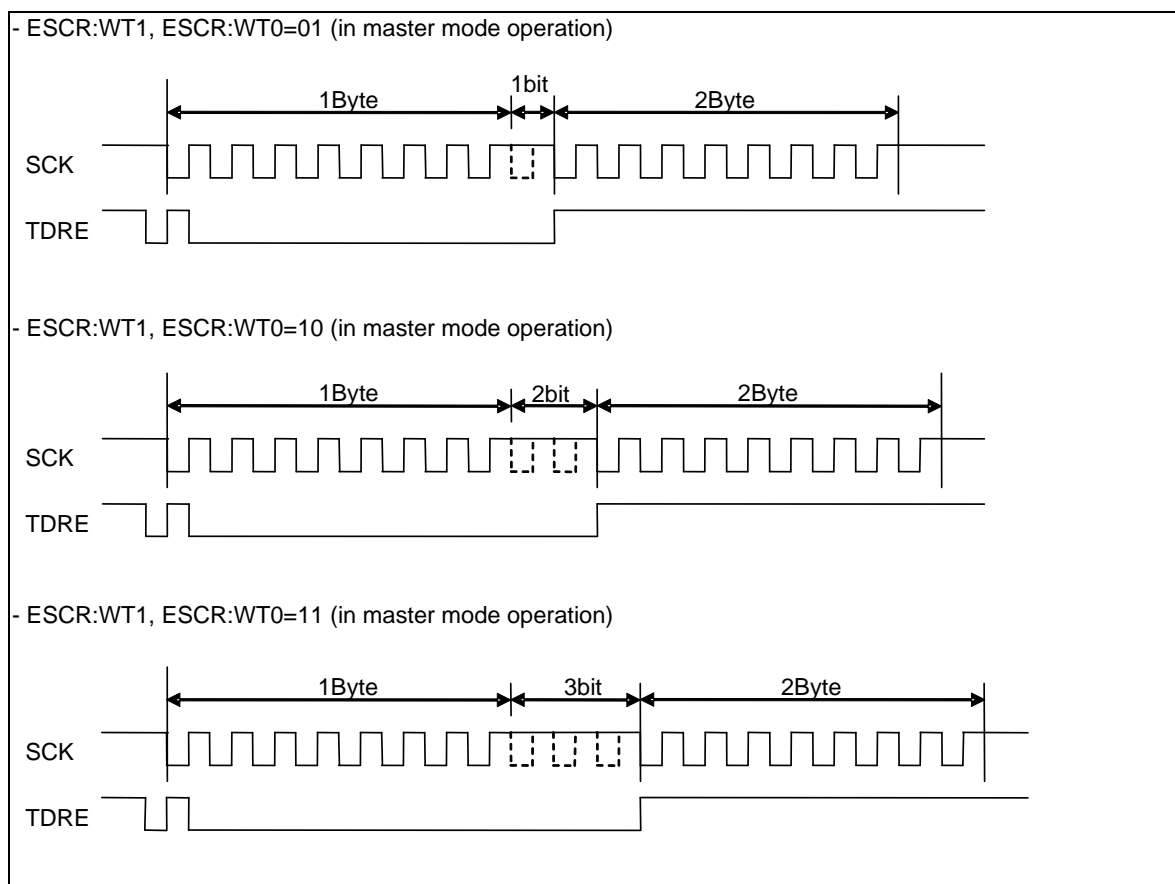 - ESCR:WT1, ESCR:WT0=01 (in master mode operation)
1Byte 1bit 2Byte
SCK
TDRE
- ESCR:WT1, ESCR:WT0=10 (in master mode operation)
1Byte 2bit 2Byte
SCK
TDRE
- ESCR:WT1, ESCR:WT0=11 (in master mode operation)
1Byte 3bit 2Byte
SCK
TDRE